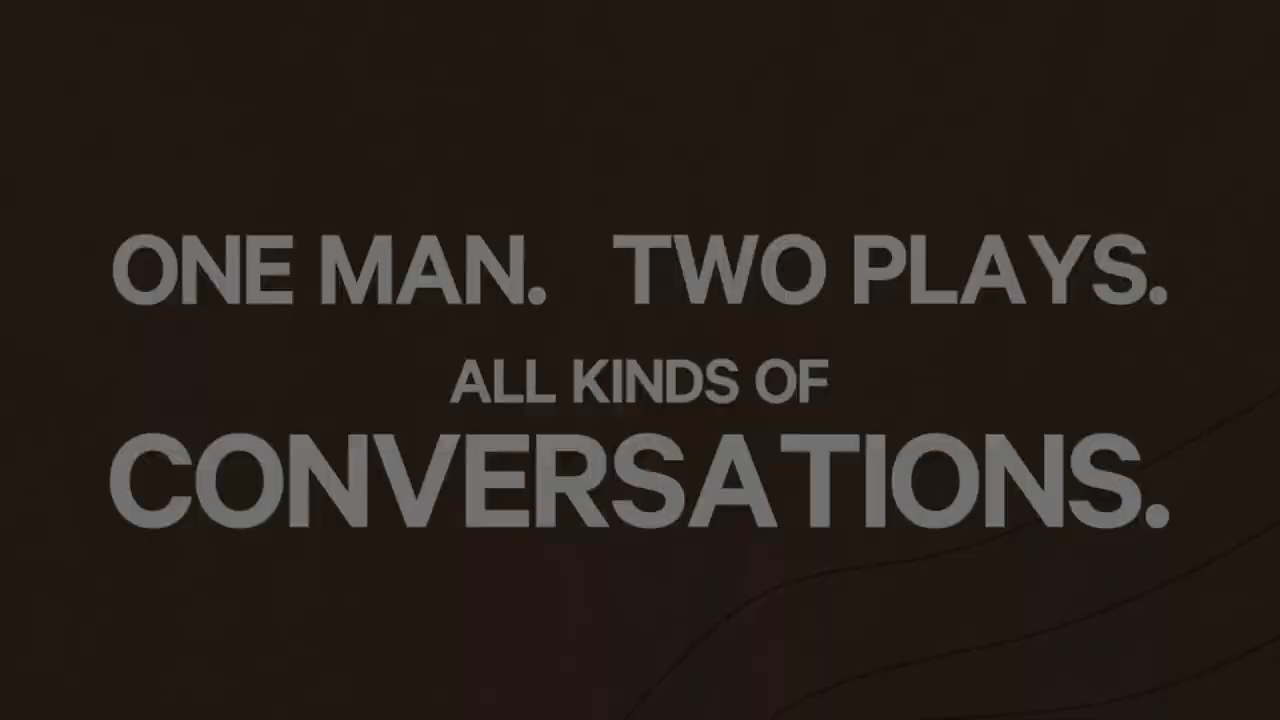 ONE MAN. TWO PLAYS.
ALL KINDS OF
CONVERSATIONS.